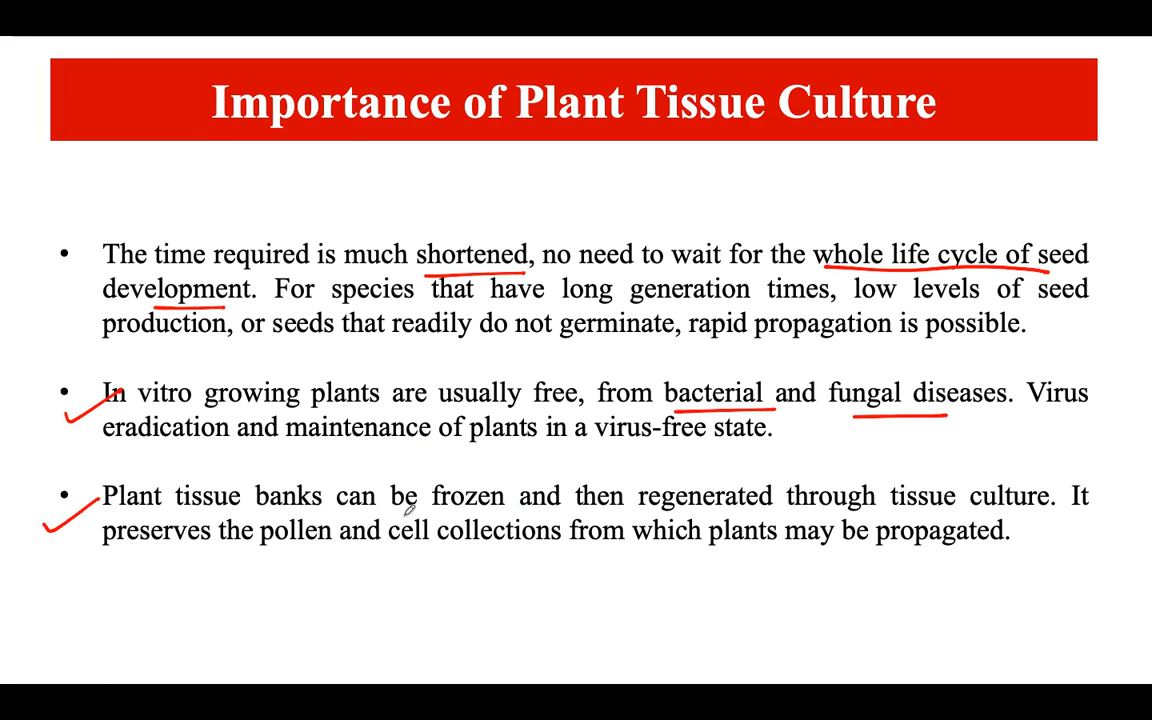 Importance of Plant Tissue Culture
• The time required is much shortened, no need to wait for the whole life cycle of seed
development. For species that have long generation times, low levels of seed
production, or seeds that readily do not germinate, rapid propagation is possible.
• In vitro growing plants are usually free, from bacterial and fungal diseases. Virus
eradication and maintenance of plants in a virus-free state.
• Plant tissue banks can be frozen and then regenerated through tissue culture. It
preserves the pollen and cell collections from which plants may be propagated.